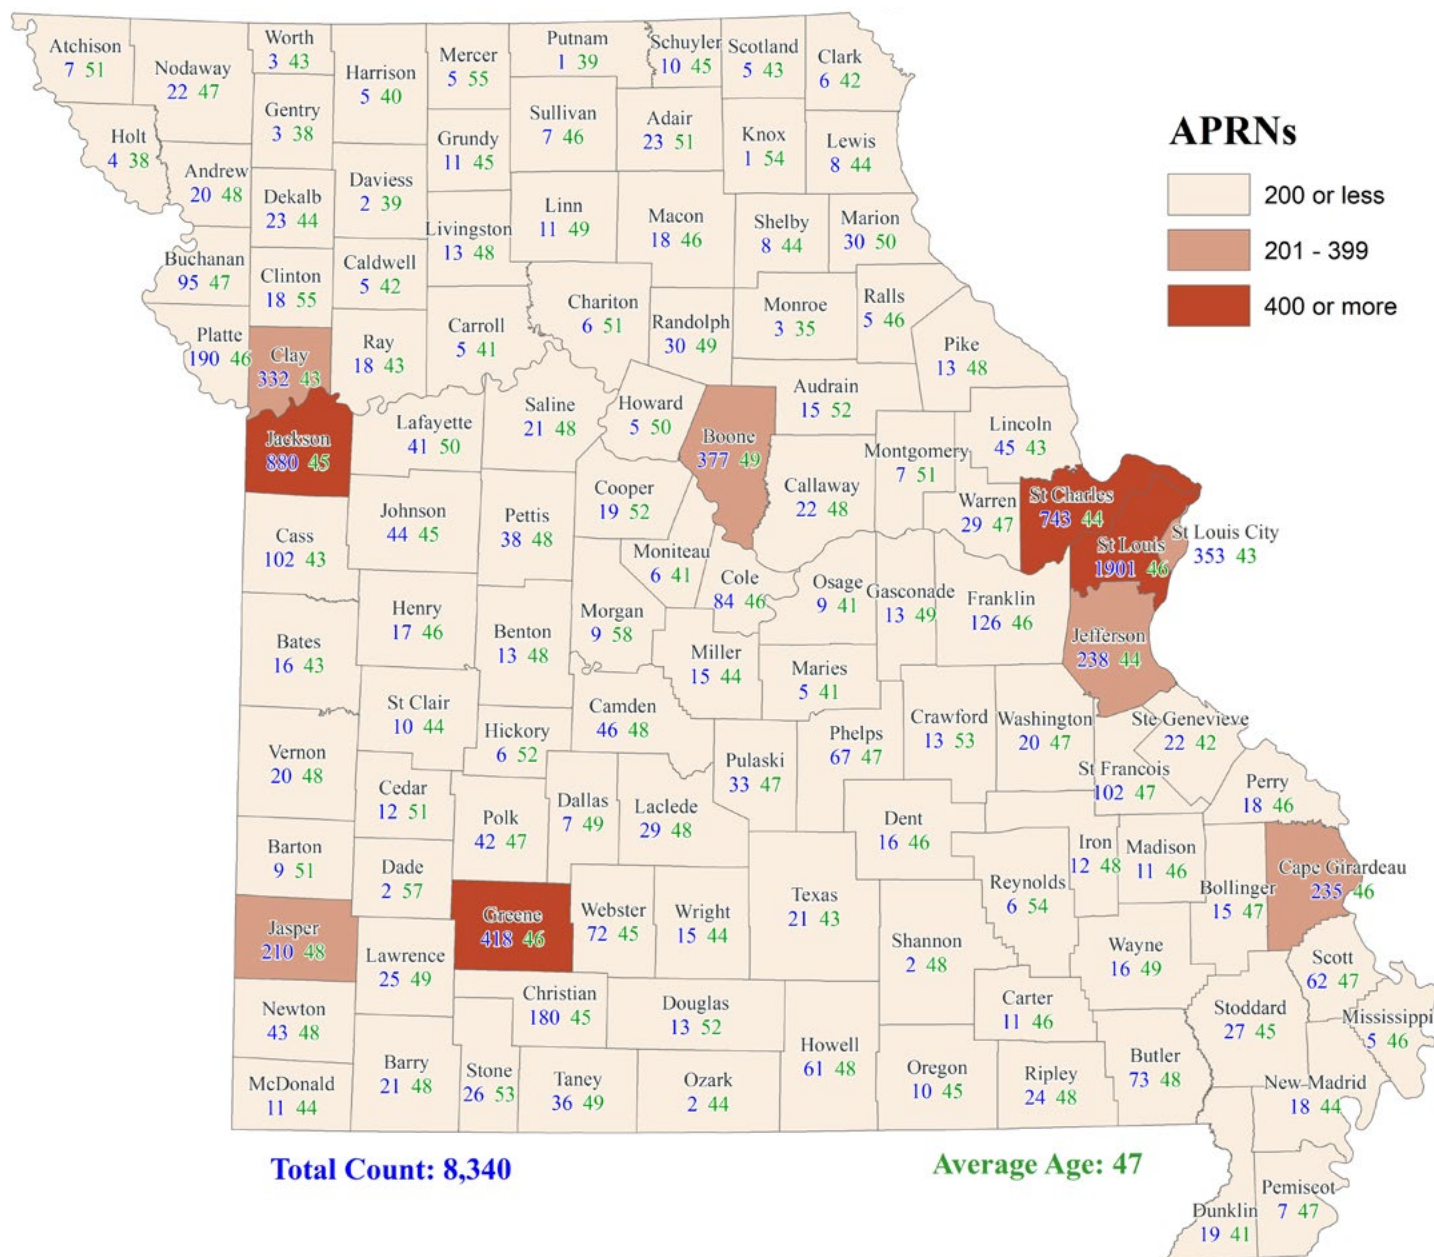 Atchison
7 51
Nodaway
22 47
Worth
3 43
Harrison
5 40
Mercer
5 55
Putnam
1 39
Schuyler
10 45
Scotland
5 43
Clark
6 42
Holt
4 38
Gentry
3 38
Grundy
11 45
Sullivan
7 46
Adair
23 51
Knox
1 54
Lewis
8 44
APRNs
200 or less
201 - 399
400 or more
Andrew
20 48
Dekalb
23 44
Daviess
2 39
Livingston
13 48
Linn
11 49
Macon
18 46
Shelby
8 44
Marion
30 50
Buchanan
95 47
Clinton
18 55
Caldwell
5 42
Chariton
6 51
Randolph
30 49
Monroe
3 35
Ralls
5 46
Platte
190 46
Clay
332 43
Ray
18 43
Carroll
5 41
Pike
13 48
Jackson
880 45
Lafayette
41 50
Saline
21 48
Howard
5 50
Boone
377 49
Audrain
15 52
Montgomery
7 51
Lincoln
45 43
Cass
102 43
Johnson
44 45
Pettis
38 48
Cooper
19 52
Callaway
22 48
Warren
29 47
St Charles
743 44
St Louis
1901 46
St Louis City
353 43
Moniteau
6 41
Cole
84 46
Osage
9 41
Gasconade
13 49
Franklin
126 46
Jefferson
238 44
Bates
16 43
Henry
17 46
Benton
13 48
Morgan
9 58
Miller
15 44
Maries
5 41
St Clair
10 44
Hickory
6 52
Camden
46 48
Pulaski
33 47
Phelps
67 47
Crawford
13 53
Washington
20 47
Ste Genevieve
22 42
St Francois
102 47
Perry
18 46
Vernon
20 48
Cedar
12 51
Polk
42 47
Dallas
7 49
Laclede
29 48
Dent
16 46
Iron
12 48
Madison
11 46
Barton
9 51
Dade
2 57
Greene
418 46
Webster
72 45
Wright
15 44
Texas
21 43
Reynolds
6 54
Bollinger
15 47
Cape Girardeau
235 46
Jasper
210 48
Lawrence
25 49
Shannon
2 48
Wayne
16 49
Scott
62 47
Newton
43 48
Christian
180 45
Douglas
13 52
Carter
11 46
Stoddard
27 45
Mississippi
5 46
McDonald
11 44
Barry
21 48
Stone
26 53
Taney
36 49
Ozark
2 44
Howell
61 48
Oregon
10 45
Ripley
24 48
Butler
73 48
New Madrid
18 44
Total Count: 8,340
Average Age: 47
Dunklin
19 41
Pemiscot
7 47